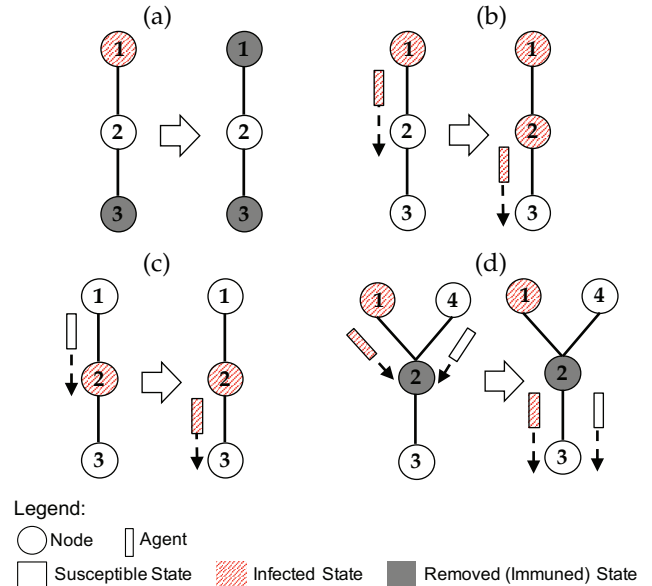 (a)
1
2
3
1
2
3
(b)
1
2
3
1
2
3
(c)
1
2
3
1
2
3
(d)
1
4
2
3
1
4
2
3
Legend:
Node
Agent
Susceptible State
Infected State
Removed (Immuned) State